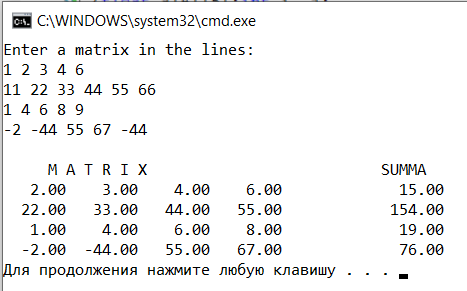 C:\WINDOWS\system32\cmd.exe
Enter a matrix in the lines:
1 2 3 4 6
11 22 33 44 55 66
1 4 6 8 9
-2 -44 55 67 -44
M A T R I X SUMMA
2.00 3.00 4.00 6.00 15.00
22.00 33.00 44.00 55.00 154.00
1.00 4.00 6.00 8.00 19.00
-2.00 -44.00 55.00 67.00 76.00
Для продолжения нажмите любую клавишу . . .